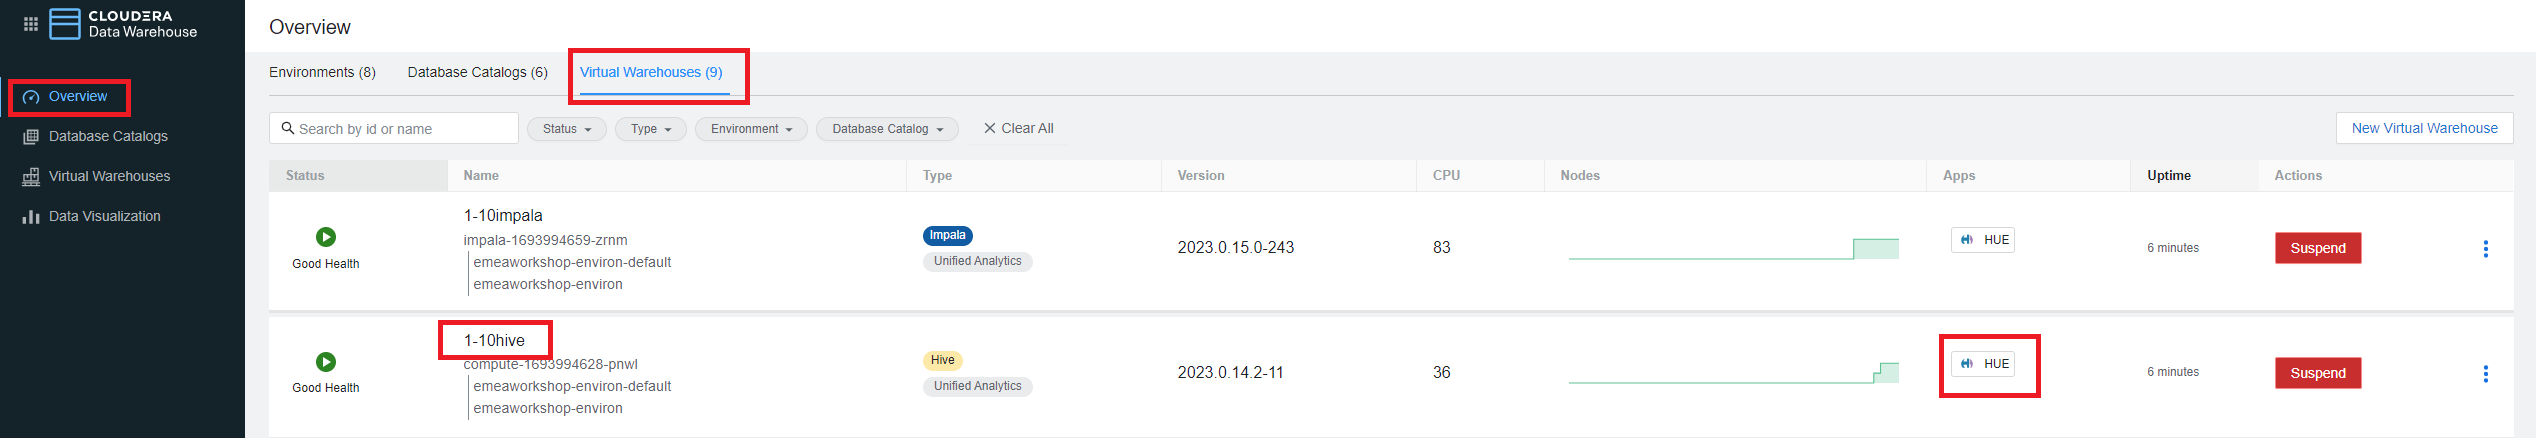 CLOUDERA
Data Warehouse
Overview
Database Catalogs
Virtual Warehouses
Data Visualization
Overview
Environments (8) Database Catalogs (6) Virtual Warehouses (9)
Search by id or name Status Type Environment Database Catalog Clear All New Virtual Warehouse
Status Name Type Version CPU Nodes Apps Uptime Actions
Good Health
1-10impala
impala-1693994659-zrnm
emeaworkshop-environ-default
emeaworkshop-environ
Impala
Unified Analytics
2023.0.15.0-243
83
HUE
6 minutes
Suspend
Good Health
1-10hive
compute-1693994628-pnwl
emeaworkshop-environ-default
emeaworkshop-environ
Hive
Unified Analytics
2023.0.14.2-11
36
HUE
6 minutes
Suspend